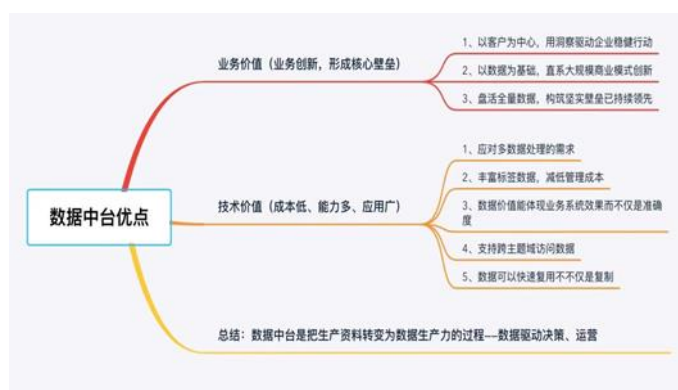 数据中台优点
业务价值（业务创新，形成核心壁垒）
1、以客户为中心，用洞察驱动企业稳健行动
2、以数据为基础，直系大规模商业模式创新
3、盘活全量数据，构筑坚实壁垒已持续领先
技术价值（成本低、能力多、应用广）
1、应对多数据处理的需求
2、丰富标签数据，减低管理成本
3、数据价值能体现业务系统效果而不仅是准确
度
4、支持跨主题域访问数据
5、数据可以快速复用不不仅是复制
总结：数据中台是把生产资料转变为数据生产力的过程——数据驱动决策、运营